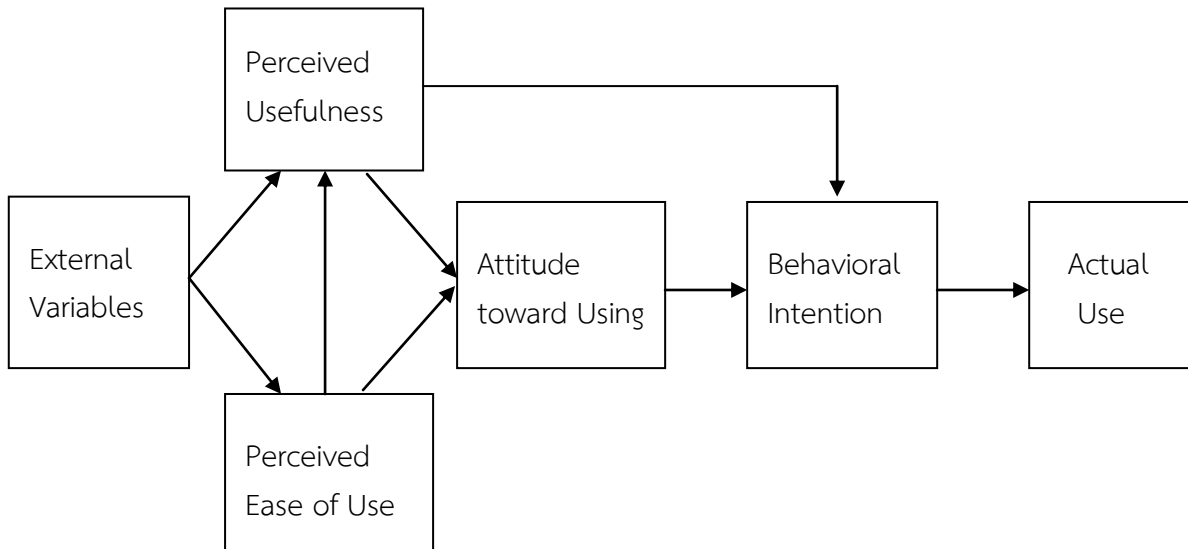 Perceived
Usefulness
External
Variables
Attitude
toward Using
Behavioral
Intention
Actual
Use
Perceived
Ease of Use